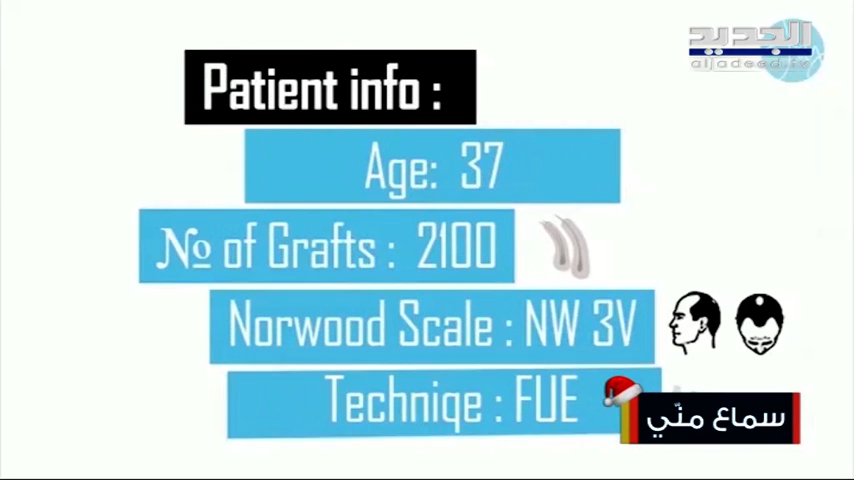 الجديد
aljadeed.tv
Patient info :
Age: 37
№ of Grafts : 2100
Norwood Scale : NW 3V
Techniqe : FUE
سماع منّي